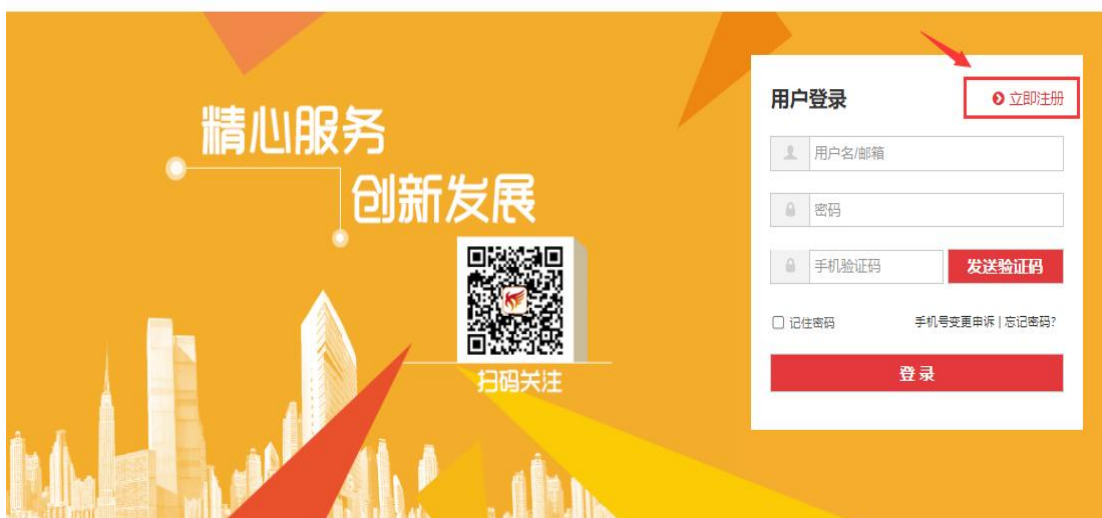 精心服务
创新发展
扫码关注
用户登录
立即注册
用户名/邮箱
密码
手机验证码
发送验证码
记住密码
手机号变更申诉 | 忘记密码?
登录